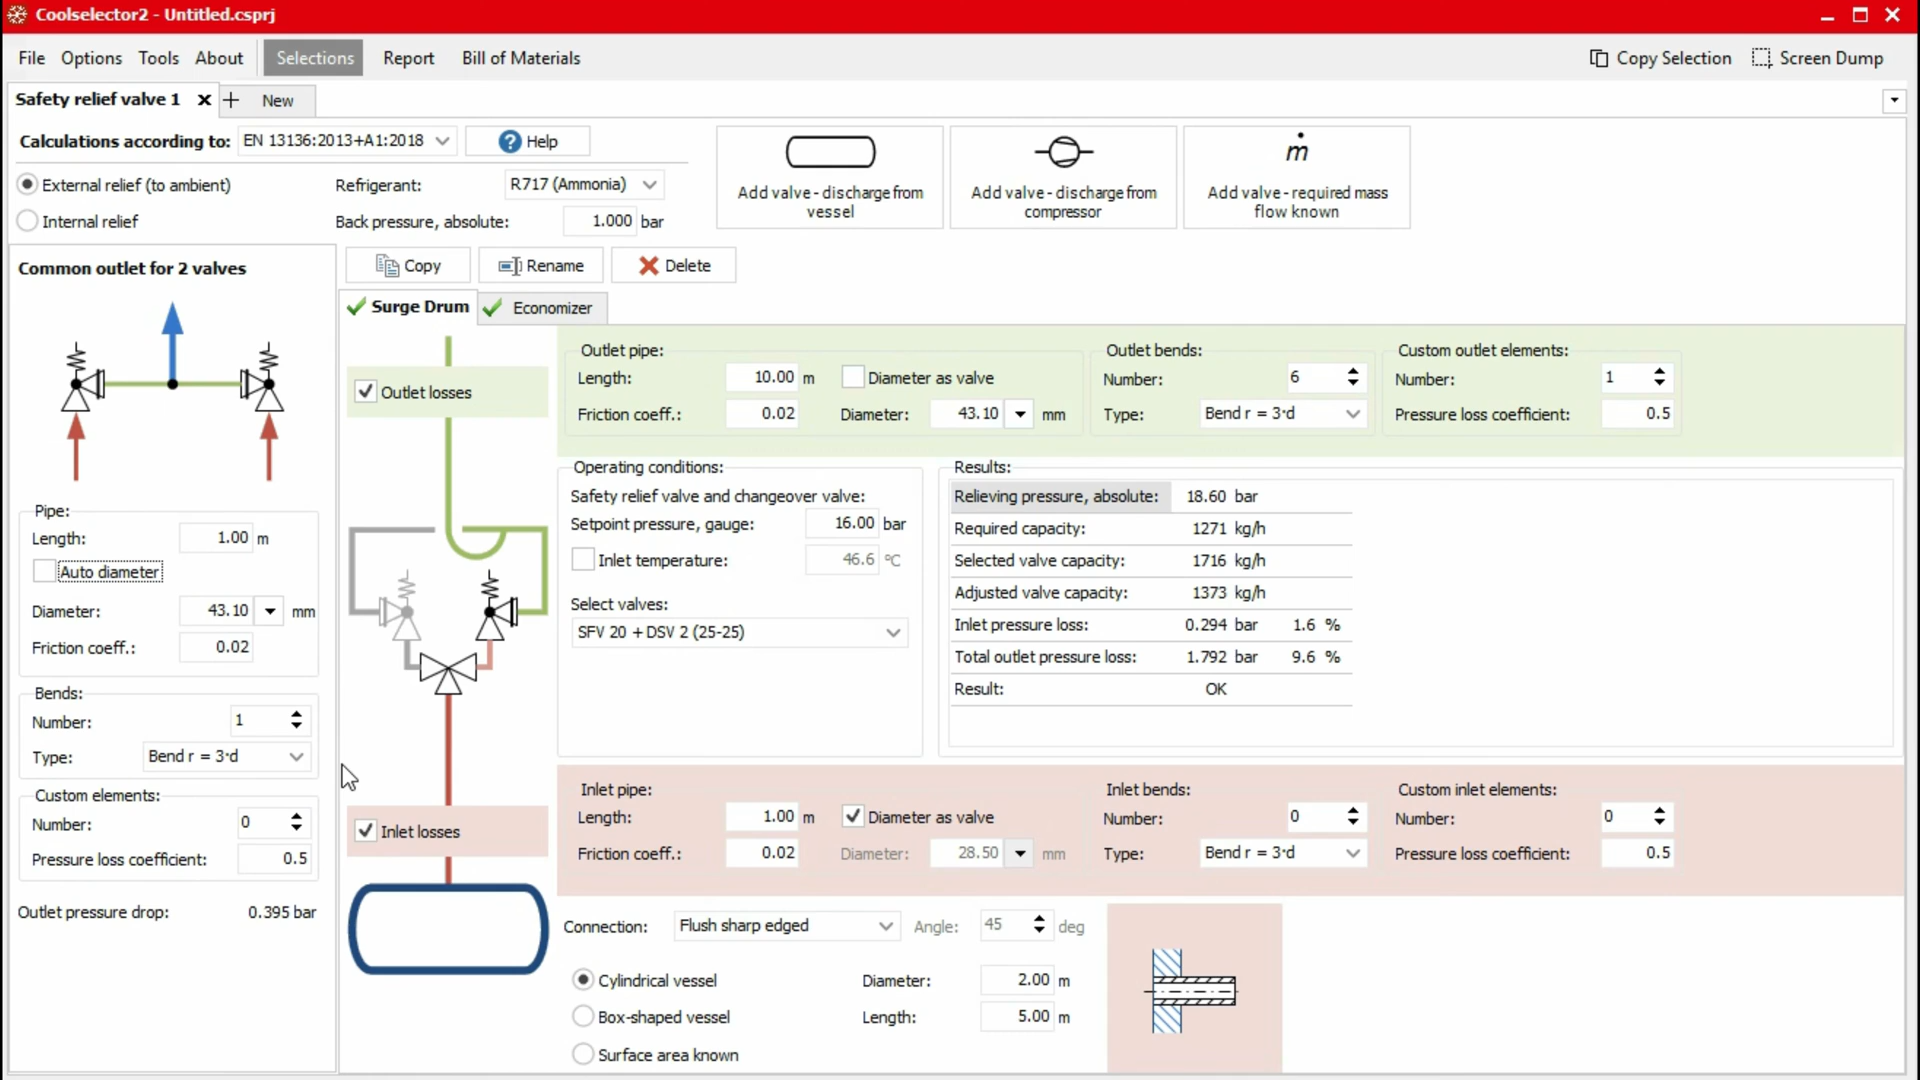 Coolselector2 - Untitled.csprj
File Options Tools About Selections Report Bill of Materials Copy Selection Screen Dump
Safety relief valve 1 New
Calculations according to: EN 13136:2013+A1:2018 Help
External relief (to ambient) Refrigerant: R717 (Ammonia)
Internal relief Back pressure, absolute: 1.000 bar
Add valve - discharge from vessel
Add valve - discharge from compressor
ṁ
Add valve - required mass flow known
Common outlet for 2 valves
Copy Rename Delete
Surge Drum Economizer
Pipe:
Length: 1.00 m
Auto diameter
Diameter: 43.10 mm
Friction coeff.: 0.02
Bends:
Number: 1
Type: Bend r = 3·d
Custom elements:
Number: 0
Pressure loss coefficient: 0.5
Outlet pressure drop: 0.395 bar
Outlet losses
Outlet pipe:
Length: 10.00 m Diameter as valve
Friction coeff.: 0.02 Diameter: 43.10 mm
Outlet bends:
Number: 6
Type: Bend r = 3·d
Custom outlet elements:
Number: 1
Pressure loss coefficient: 0.5
Operating conditions:
Safety relief valve and changeover valve:
Setpoint pressure, gauge: 16.00 bar
Inlet temperature: 46.6 °C
Select valves:
SFV 20 + DSV 2 (25-25)
Results:
Relieving pressure, absolute: 18.60 bar
Required capacity: 1271 kg/h
Selected valve capacity: 1716 kg/h
Adjusted valve capacity: 1373 kg/h
Inlet pressure loss: 0.294 bar 1.6 %
Total outlet pressure loss: 1.792 bar 9.6 %
Result: OK
Inlet losses
Inlet pipe:
Length: 1.00 m Diameter as valve
Friction coeff.: 0.02 Diameter: 28.50 mm
Inlet bends:
Number: 0
Type: Bend r = 3·d
Custom inlet elements:
Number: 0
Pressure loss coefficient: 0.5
Connection: Flush sharp edged Angle: 45 deg
Cylindrical vessel Diameter: 2.00 m
Box-shaped vessel Length: 5.00 m
Surface area known